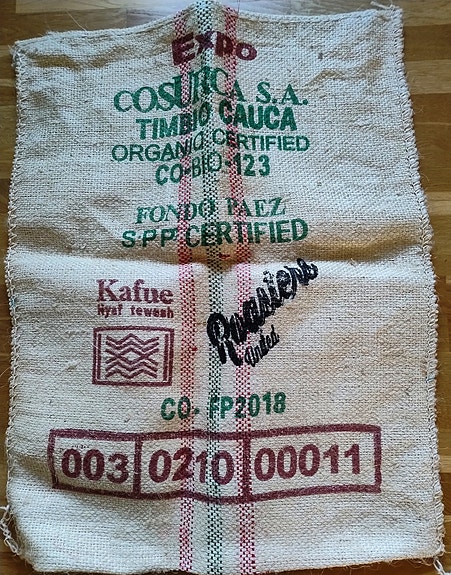 Expo
COSURCA S.A.
TIMBIO CAUCA
ORGANIC CERTIFIED
CO-BIO-123
FONDO PAEZ
SPP CERTIFIED
Kafue
Nyaf tewesh
Roasters
United
CO- FP2018
003 0210 00011